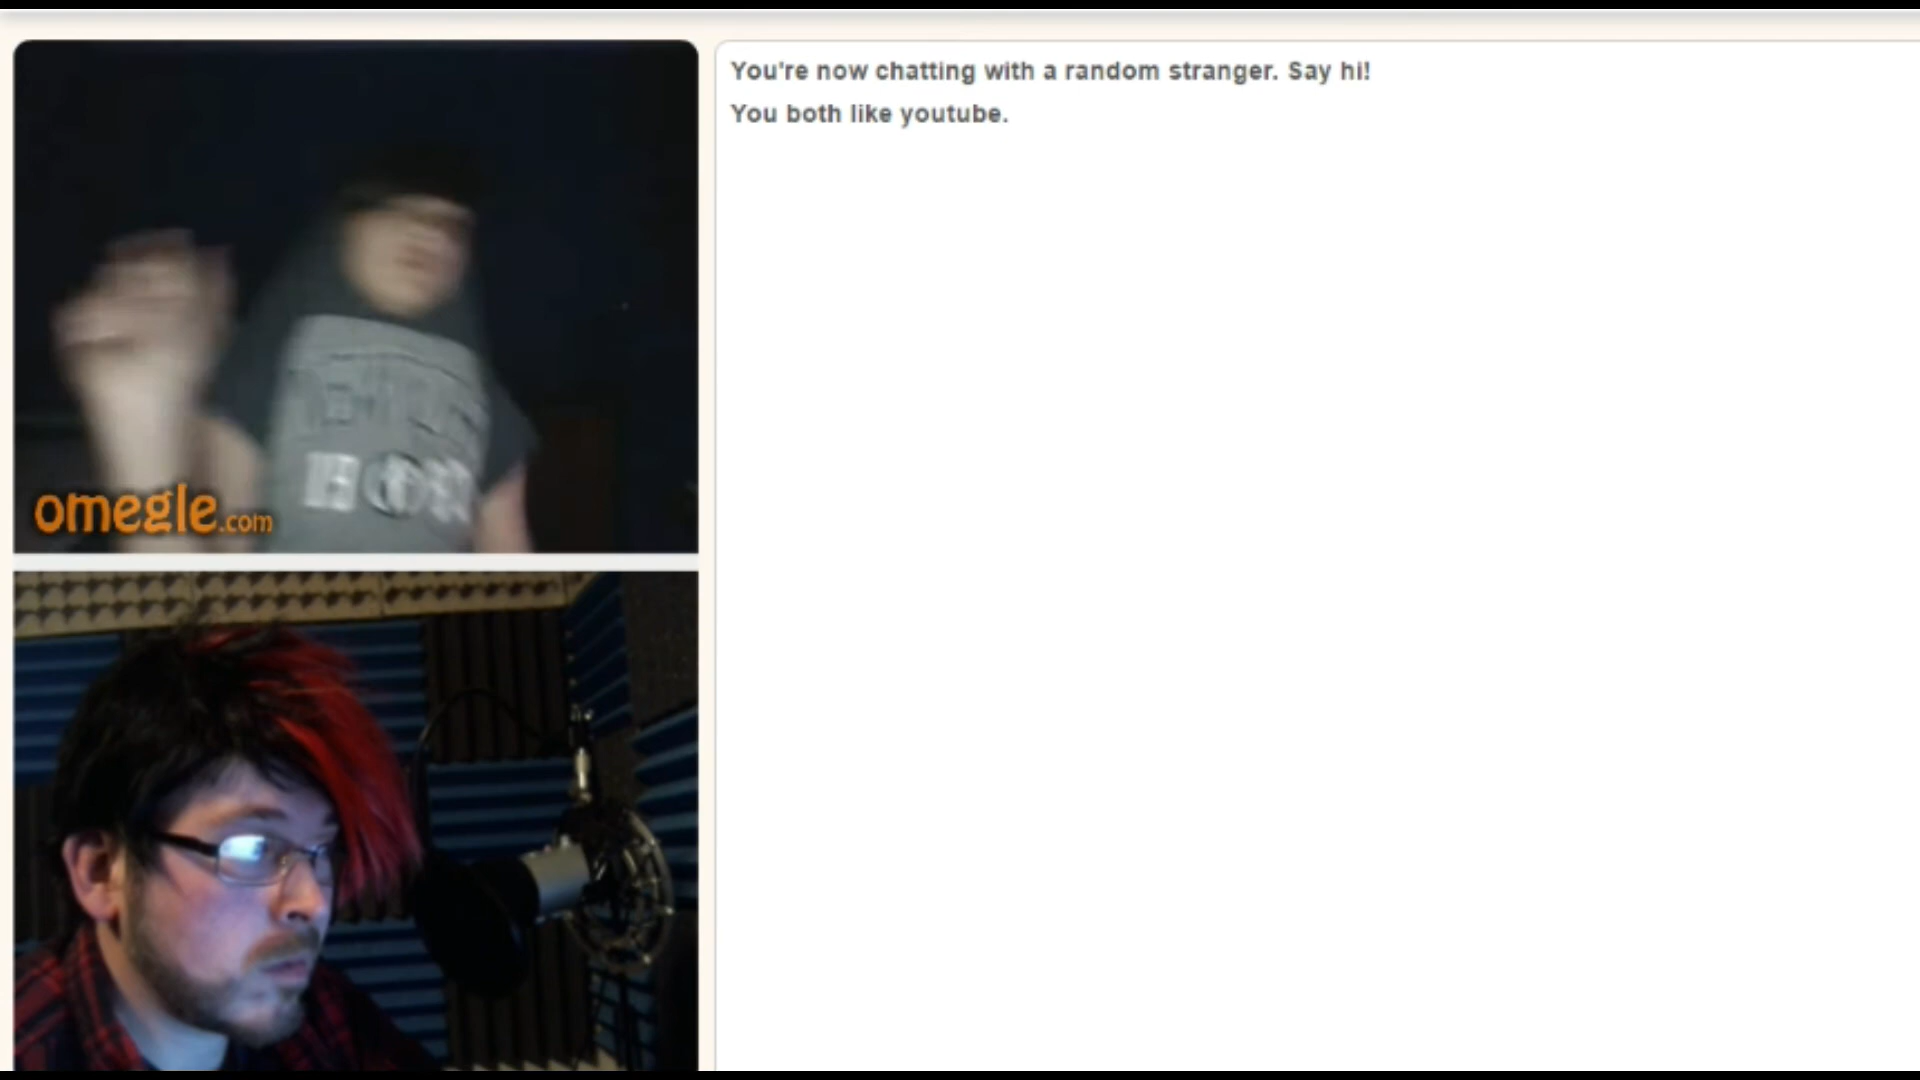 You're now chatting with a random stranger. Say hi!
You both like youtube.
omegle.com